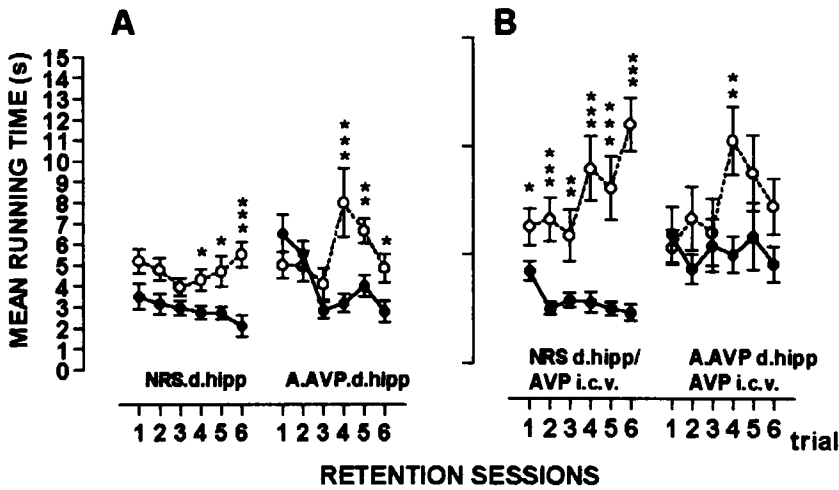 A
B
MEAN RUNNING TIME (s)
15
14
13
12
11
10
9
8
7
6
5
4
3
2
1
0
*
*
***
***
**
*
*
***
**
***
***
***
**
NRS.d.hipp
A.AVP.d.hipp
NRS d.hipp/
AVP i.c.v.
A.AVP d.hipp
AVP i.c.v.
1 2 3 4 5 6
1 2 3 4 5 6
1 2 3 4 5 6
1 2 3 4 5 6
trial
RETENTION SESSIONS